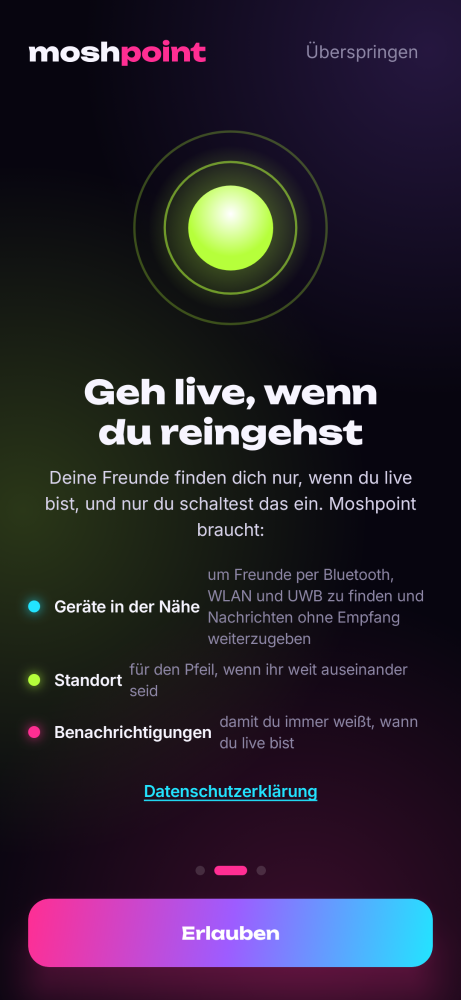 moshpoint
Überspringen
Geh live, wenn
du reingehst
Deine Freunde finden dich nur, wenn du live
bist, und nur du schaltest das ein. Moshpoint
braucht:
Geräte in der Nähe
um Freunde per Bluetooth,
WLAN und UWB zu finden und
Nachrichten ohne Empfang
weiterzugeben
Standort
für den Pfeil, wenn ihr weit auseinander
seid
Benachrichtigungen
damit du immer weißt, wann
du live bist
Datenschutzerklärung
Erlauben